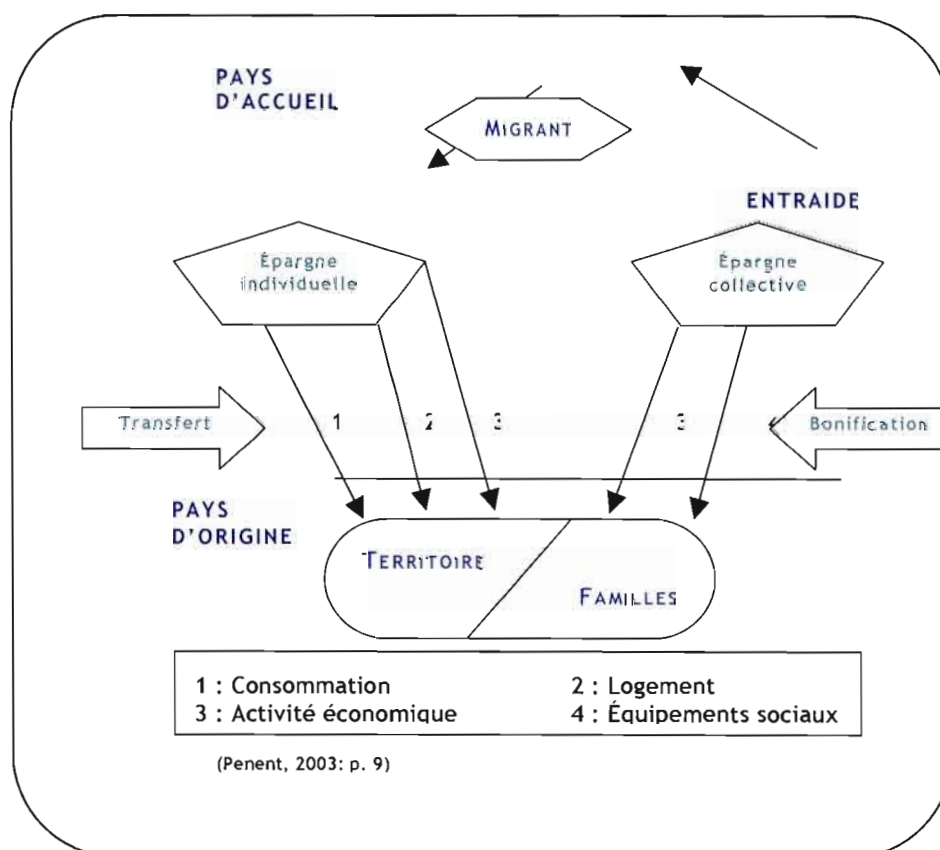 PAYS
D'ACCUEIL
MIGRANT
ENTRAIDE
Épargne
individuelle
Épargne
collective
Transfert
1
2
3
3
4
Bonification
PAYS
D'ORIGINE
TERRITOIRE
FAMILLES
1 : Consommation
2 : Logement
3 : Activité économique
4 : Équipements sociaux
(Penent, 2003: p. 9)